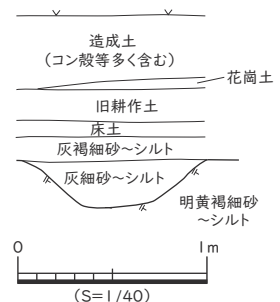 造成土
(コン殻等多く含む)
花崗土
旧耕作土
床土
灰褐細砂〜シルト
灰細砂〜シルト
明黄褐細砂
〜シルト
0 1m
(S=1/40)